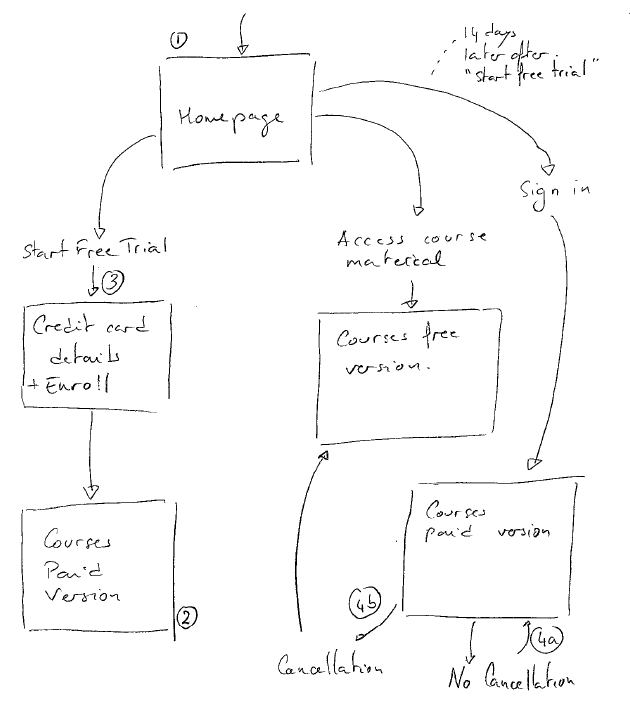 1
14 days
later after
"start free trial"
Homepage
Sign in
Start Free Trial
Access course
material
3
Credit card
details
+ Enroll
Courses free
version.
Courses
Paid
Version
2
Courses
paid version
4b
4a
Cancellation
No Cancellation